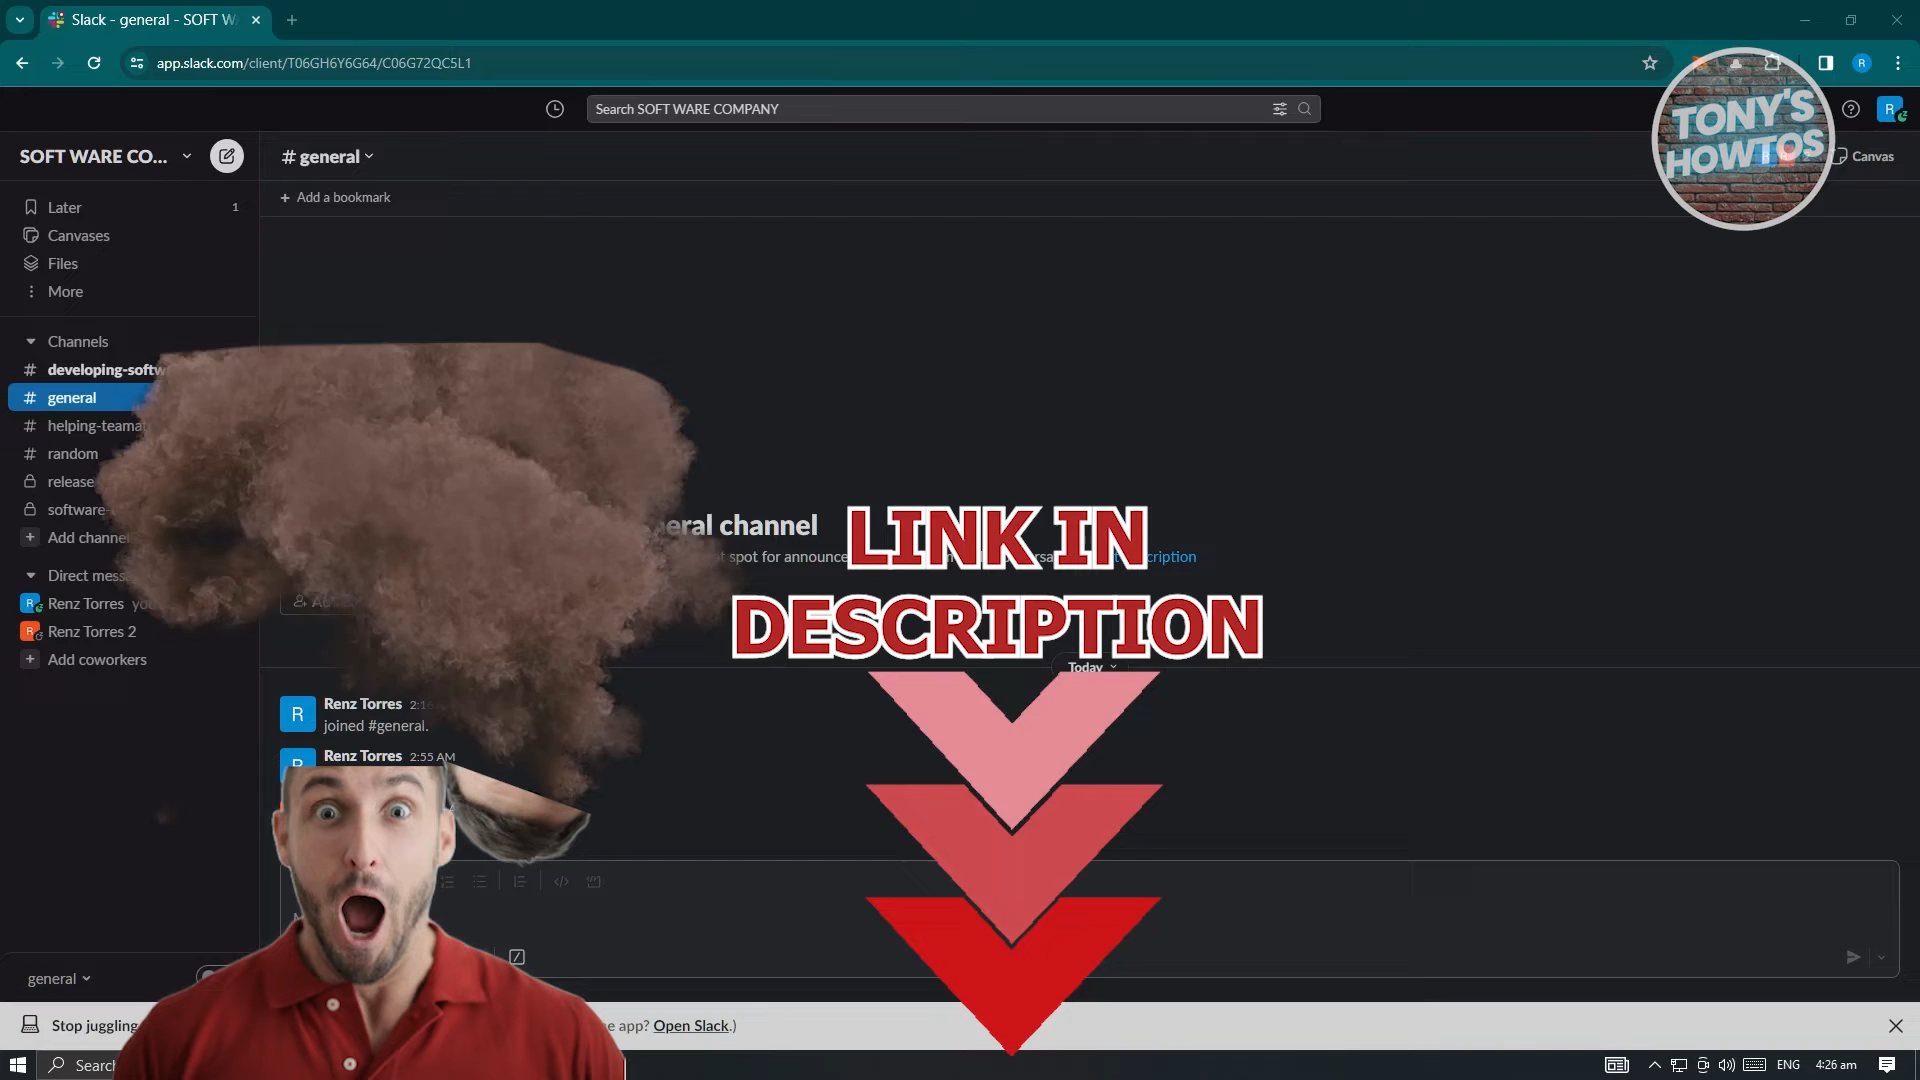 Slack - general - SOFT W
app.slack.com/client/T06GH6Y6G64/C06G72QC5L1
R
Search SOFT WARE COMPANY
R
TONY'S
HOWTOS
SOFT WARE CO...
# general
Canvas
Add a bookmark
Later 1
Canvases
Files
More
Channels
developing-softw
general
helping-teama
random
release
software-
Add channe
general channel
LINK IN
spot for announce
cription
DESCRIPTION
Direct mess
R Renz Torres
R Renz Torres 2
Add coworkers
Today
R
Renz Torres
joined #general.
R
Renz Torres 2:55 AM
general
Stop juggling
app? Open Slack.)
Search
ENG
4:26 am